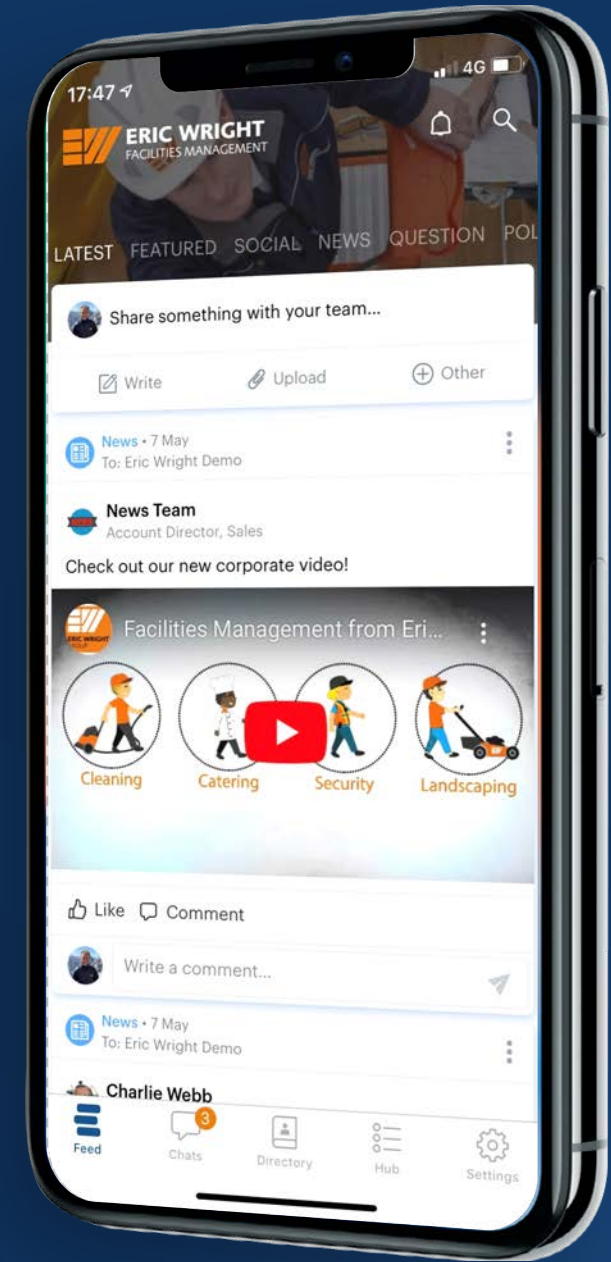 17:47
4G
ERIC WRIGHT
FACILITIES MANAGEMENT
LATEST FEATURED SOCIAL NEWS QUESTION POL
Share something with your team...
Write Upload Other
News • 7 May
To: Eric Wright Demo
News Team
Account Director, Sales
Check out our new corporate video!
ERIC WRIGHT
GROUP
Facilities Management from Eri...
Cleaning Catering Security Landscaping
Like Comment
Write a comment...
News • 7 May
To: Eric Wright Demo
Charlie Webb
3
Feed Chats Directory Hub Settings